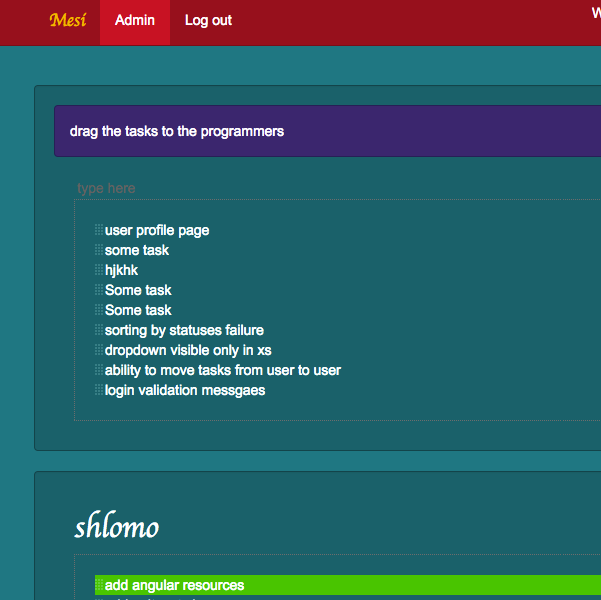 Mesí Admin Log out W
drag the tasks to the programmers
type here
user profile page
some task
hjkhk
Some task
Some task
sorting by statuses failure
dropdown visible only in xs
ability to move tasks from user to user
login validation messgaes
shlomo
add angular resources